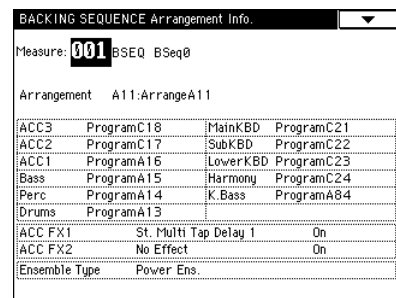 BACKING SEQUENCE Arrangement Info.
Measure: 001 BSEQ BSeq0
Arrangement A11:ArrangeA11
ACC3 ProgramC18 MainKBD ProgramC21
ACC2 ProgramC17 SubKBD ProgramC22
ACC1 ProgramA16 LowerKBD ProgramC23
Bass ProgramA15 Harmony ProgramC24
Perc ProgramA14 K.Bass ProgramA84
Drums ProgramA13
ACC FX1 St. Multi Tap Delay 1 On
ACC FX2 No Effect On
Ensemble Type Power Ens.